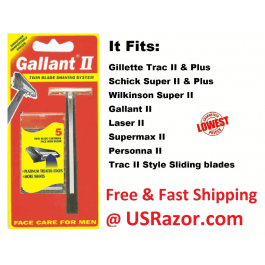 Gallant II
TWIN BLADE SHAVING SYSTEM
5
FACE CARE FOR MEN
It Fits:
Gillette Trac II & Plus
Schick Super II & Plus
Wilkinson Super II
Gallant II
Laser II
Supermax II
Personna II
Trac II Style Sliding blades
LOWEST
Free & Fast Shipping
@ USRazor.com